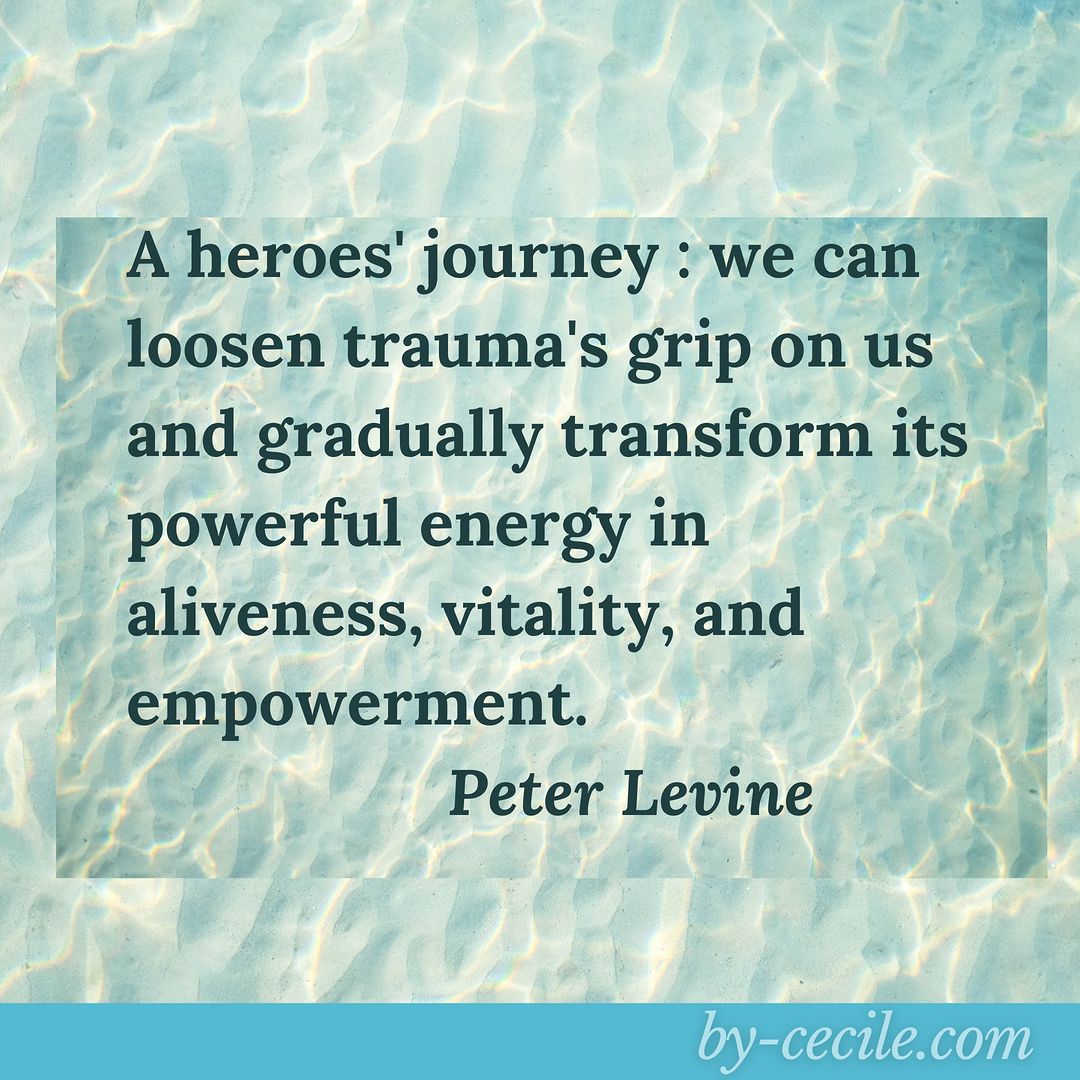 A heroes' journey : we can
loosen trauma's grip on us
and gradually transform its
powerful energy in
aliveness, vitality, and
empowerment.
Peter Levine
by-cecile.com